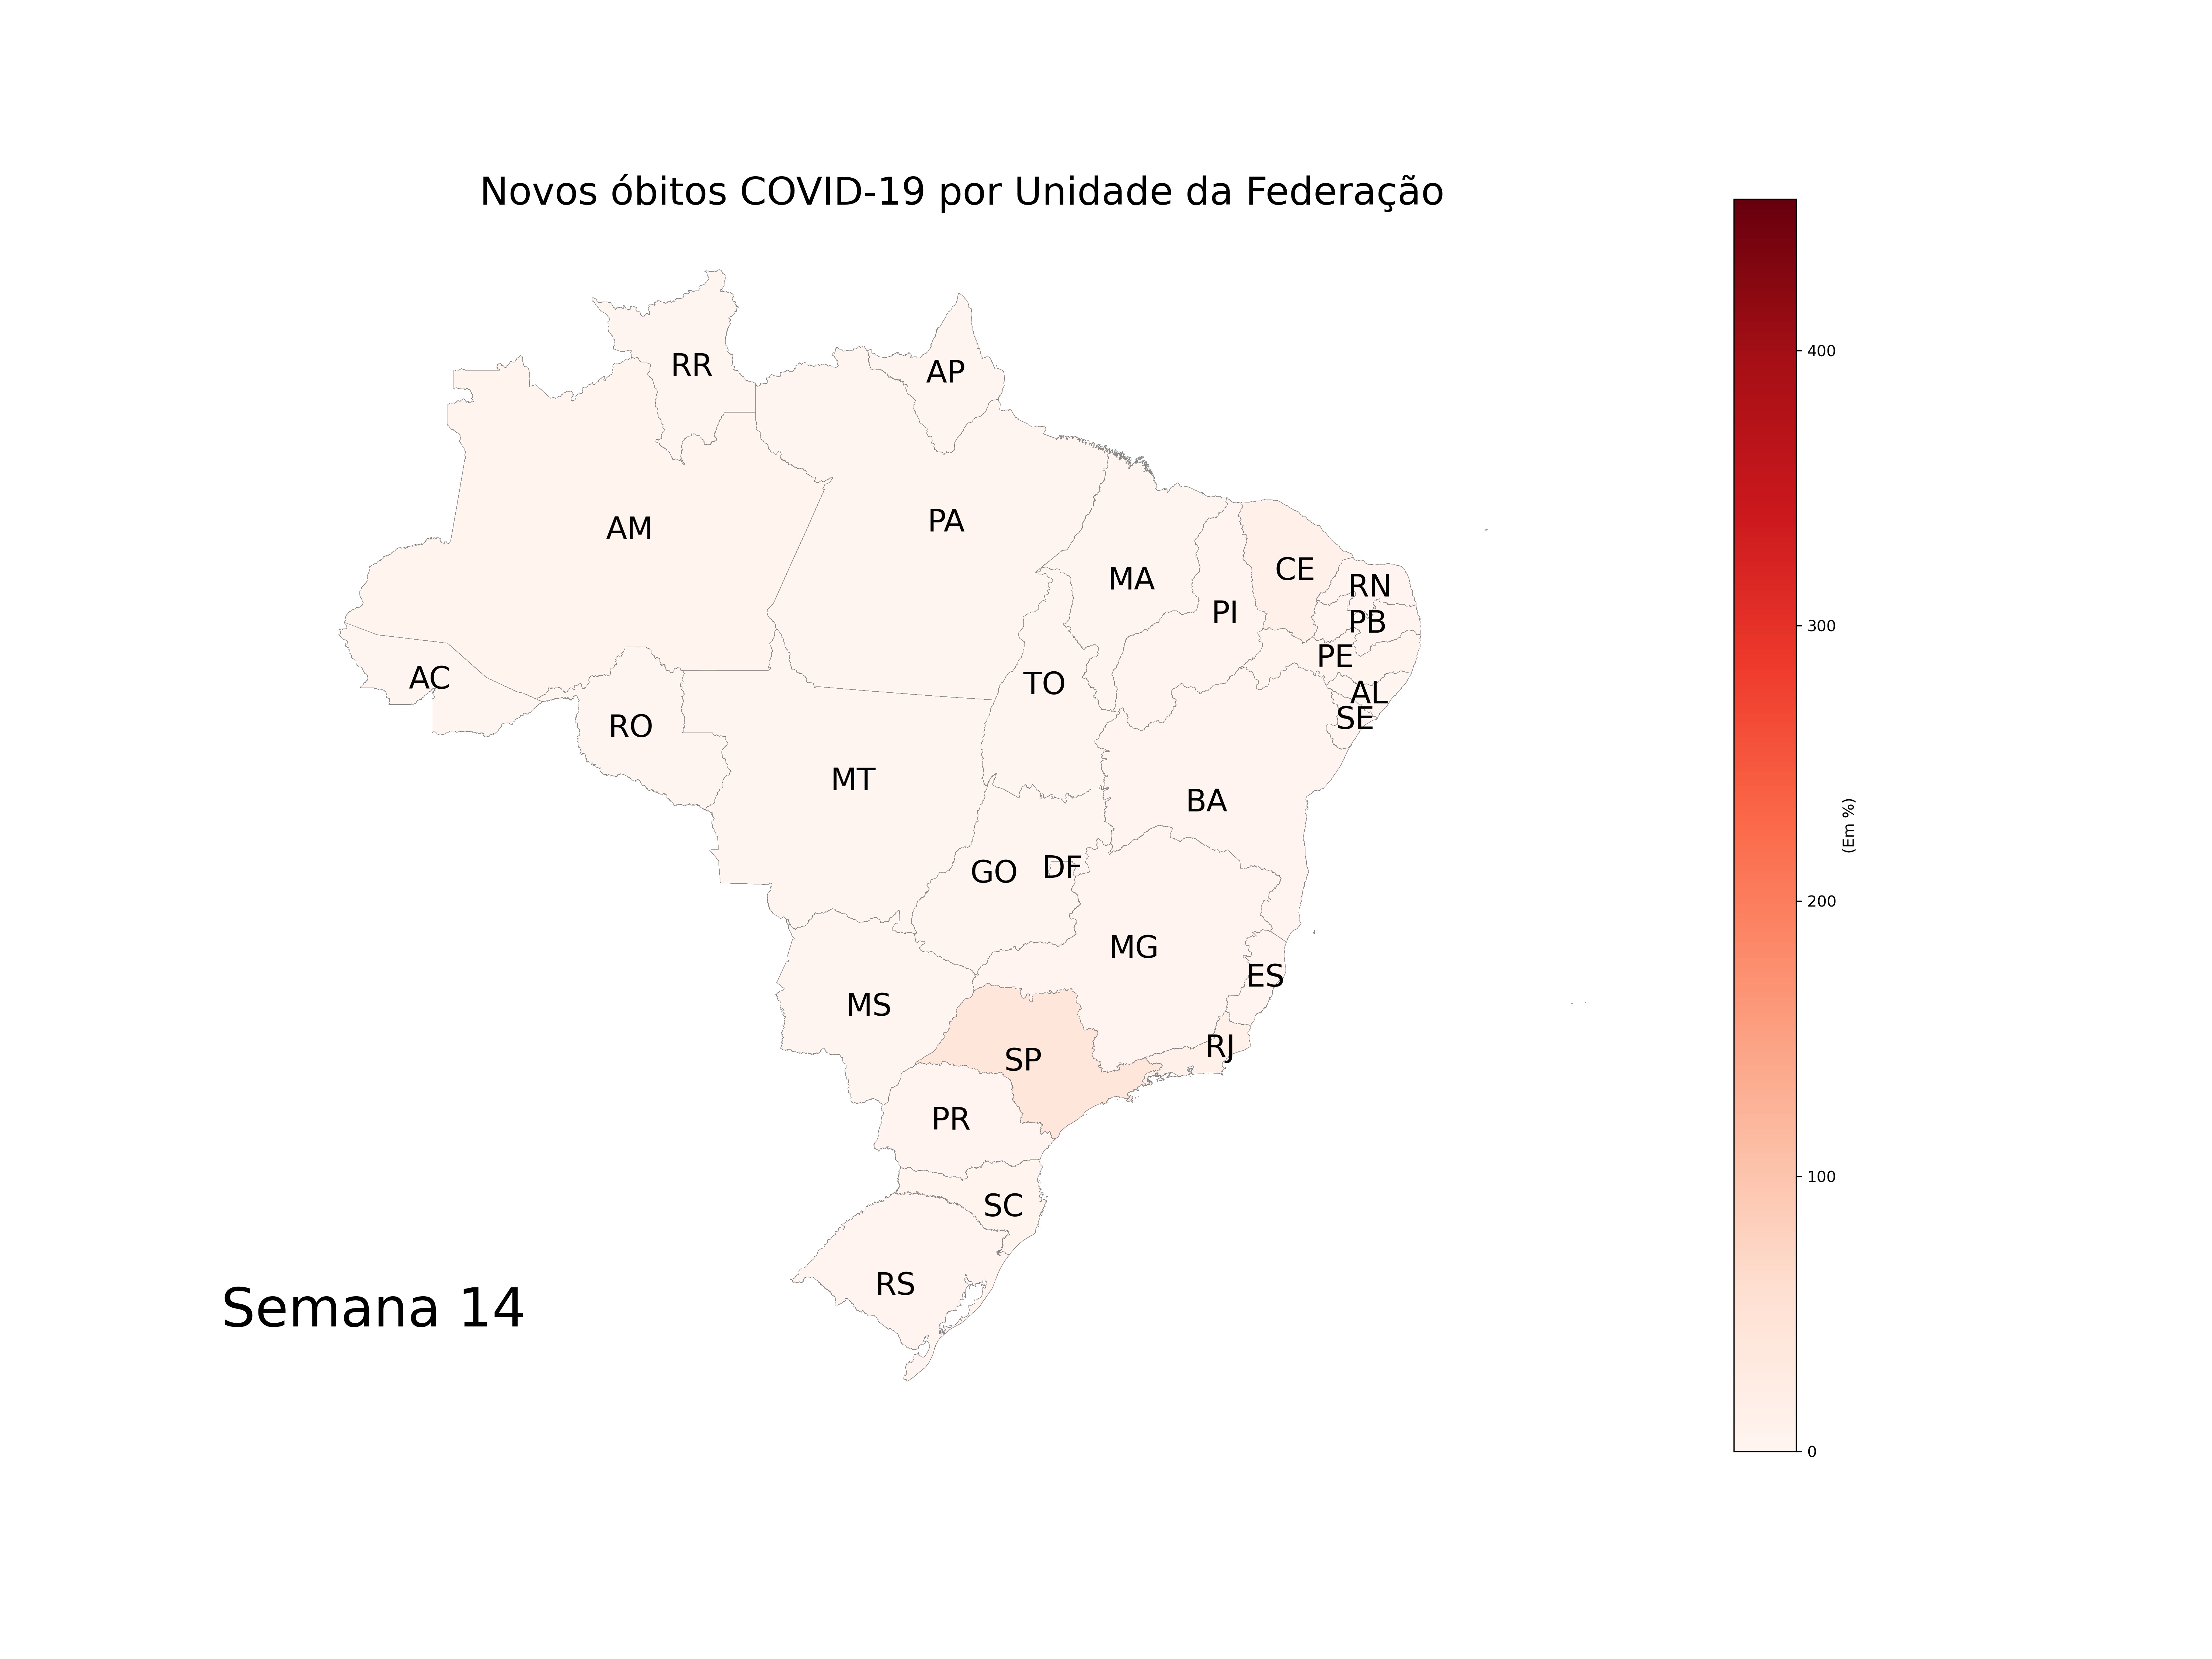 Novos óbitos COVID-19 por Unidade da Federação
RR
AP
AM
PA
MA
CE
RN
PI
PB
PE
AC
TO
AL
SE
RO
MT
BA
GO
DF
MG
ES
MS
RJ
SP
PR
SC
RS
Semana 14
400
300
(Em %)
200
100
0